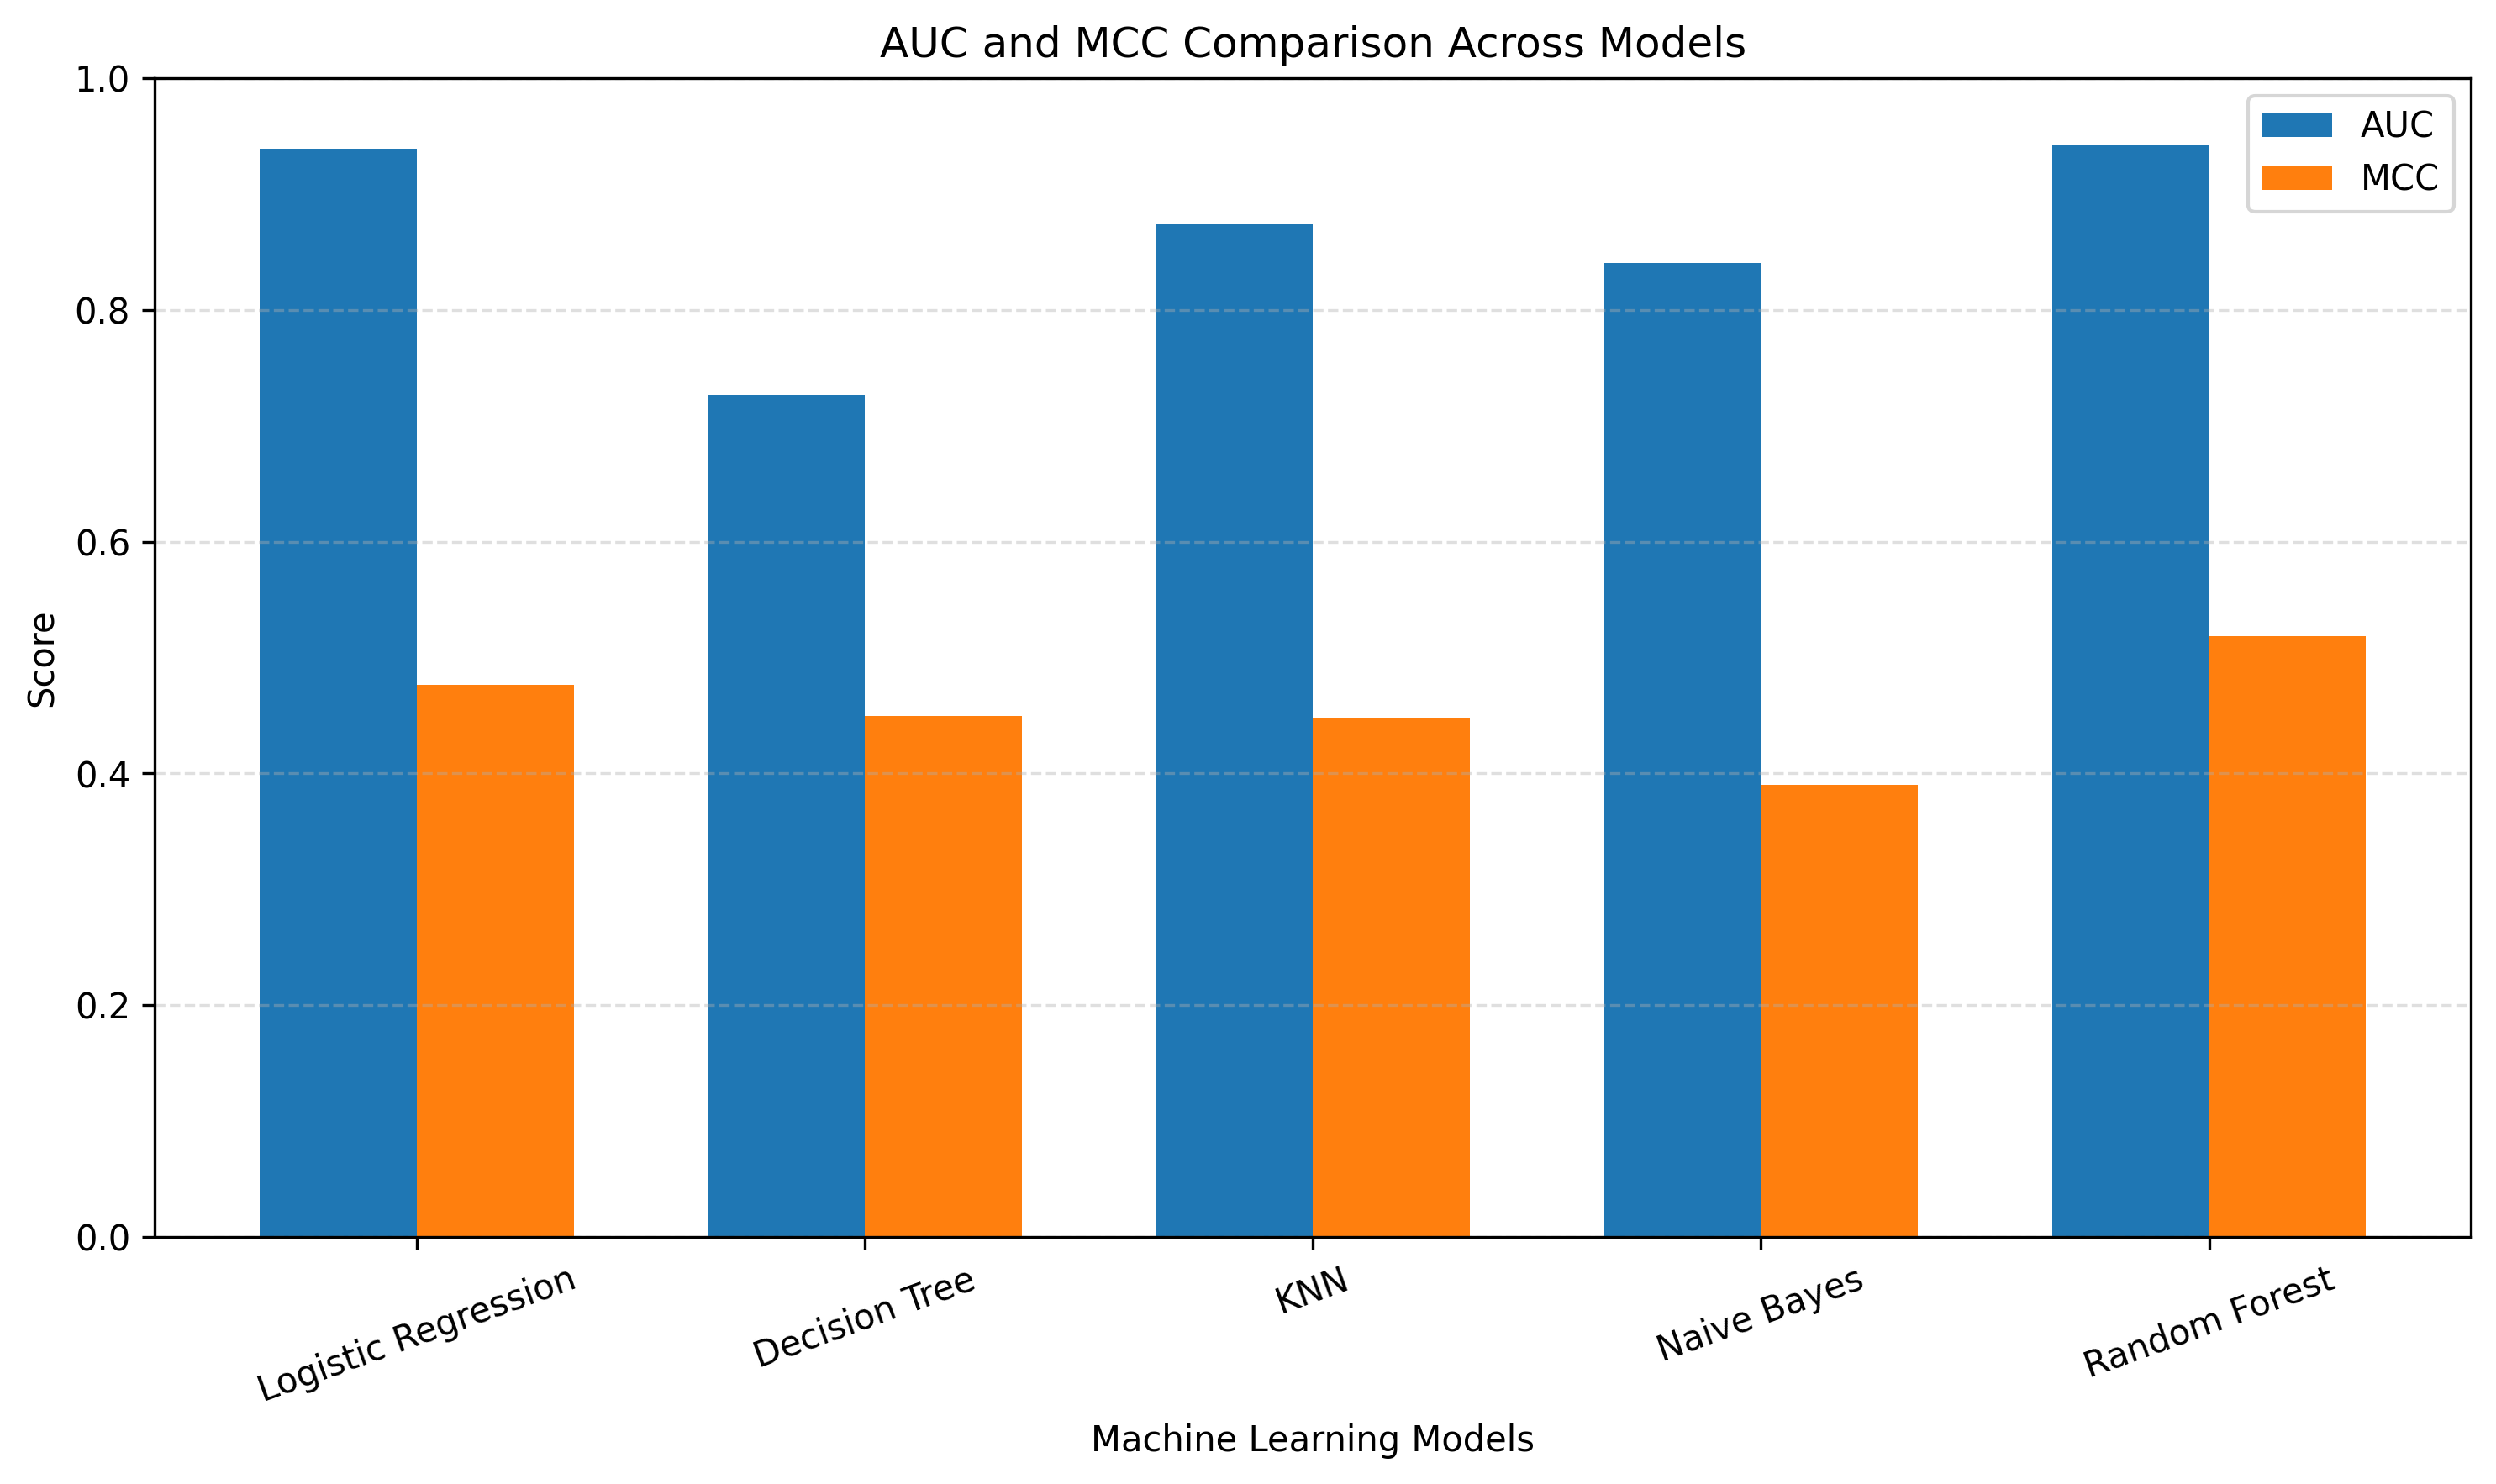 AUC and MCC Comparison Across Models
AUC
MCC
1.0
0.8
0.6
0.4
0.2
0.0
Score
Logistic Regression
Decision Tree
KNN
Naive Bayes
Random Forest
Machine Learning Models